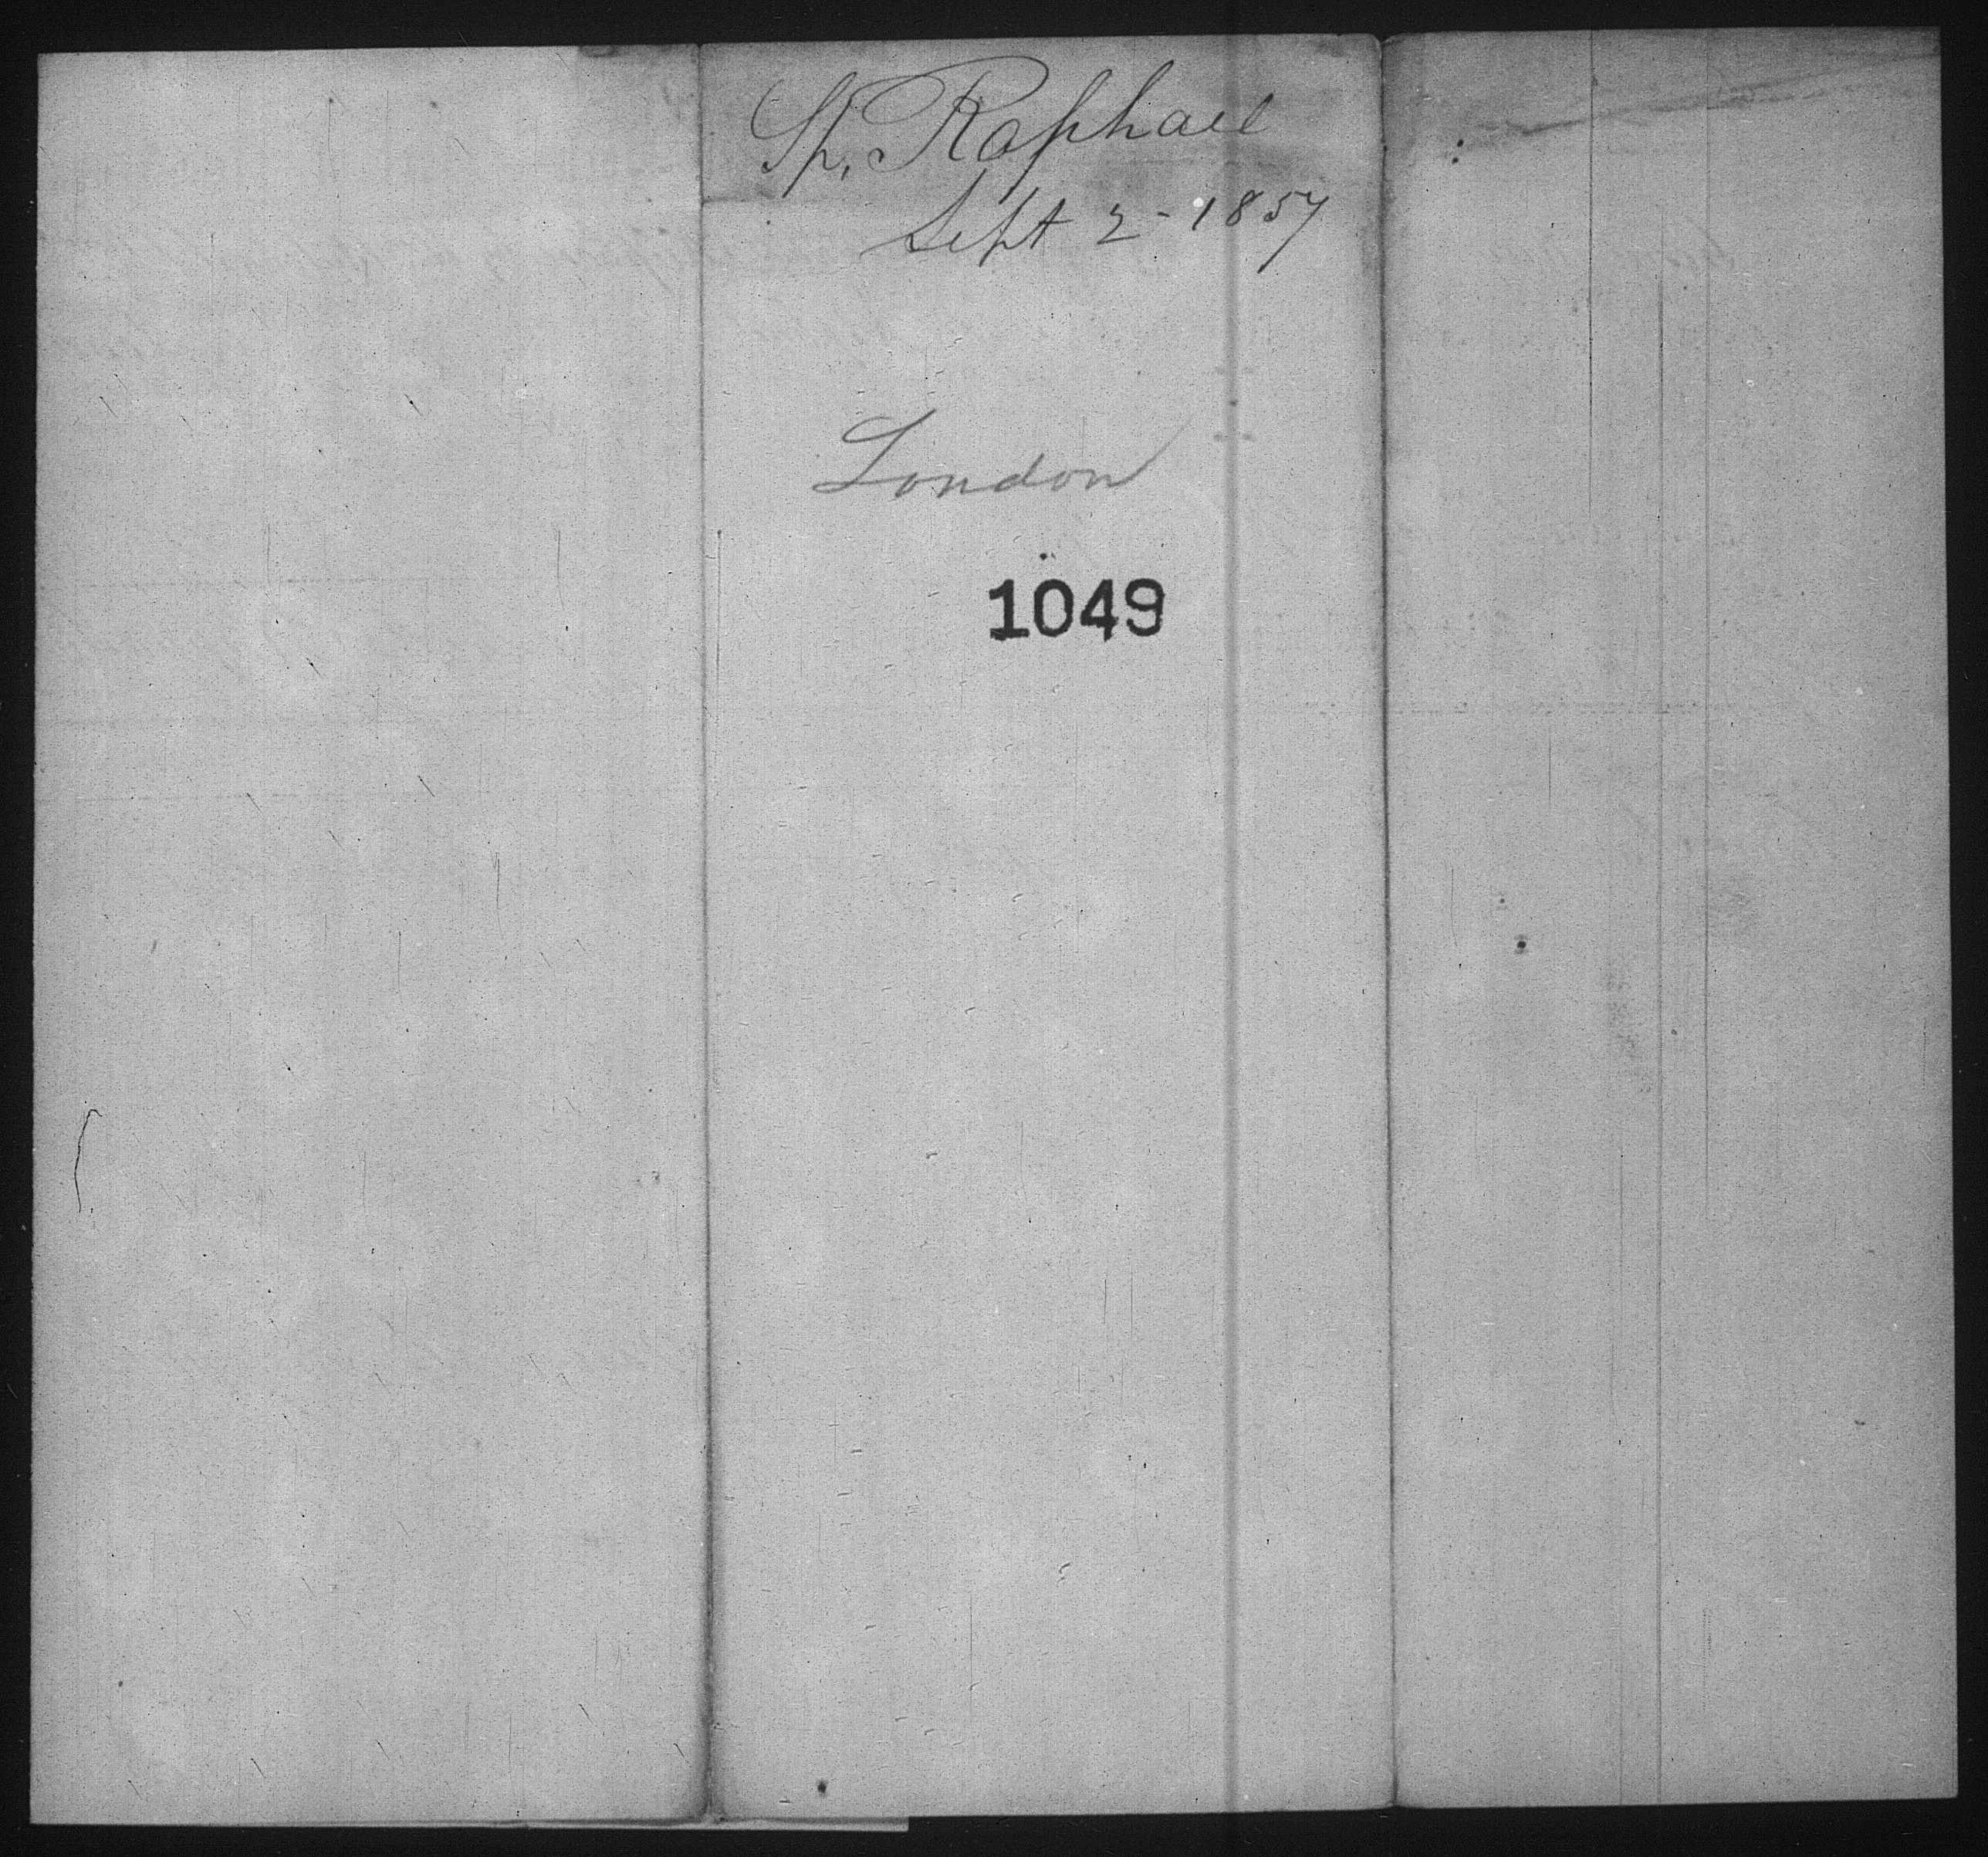 Sp. Raphael
Sept 2 - 1857
London
1049